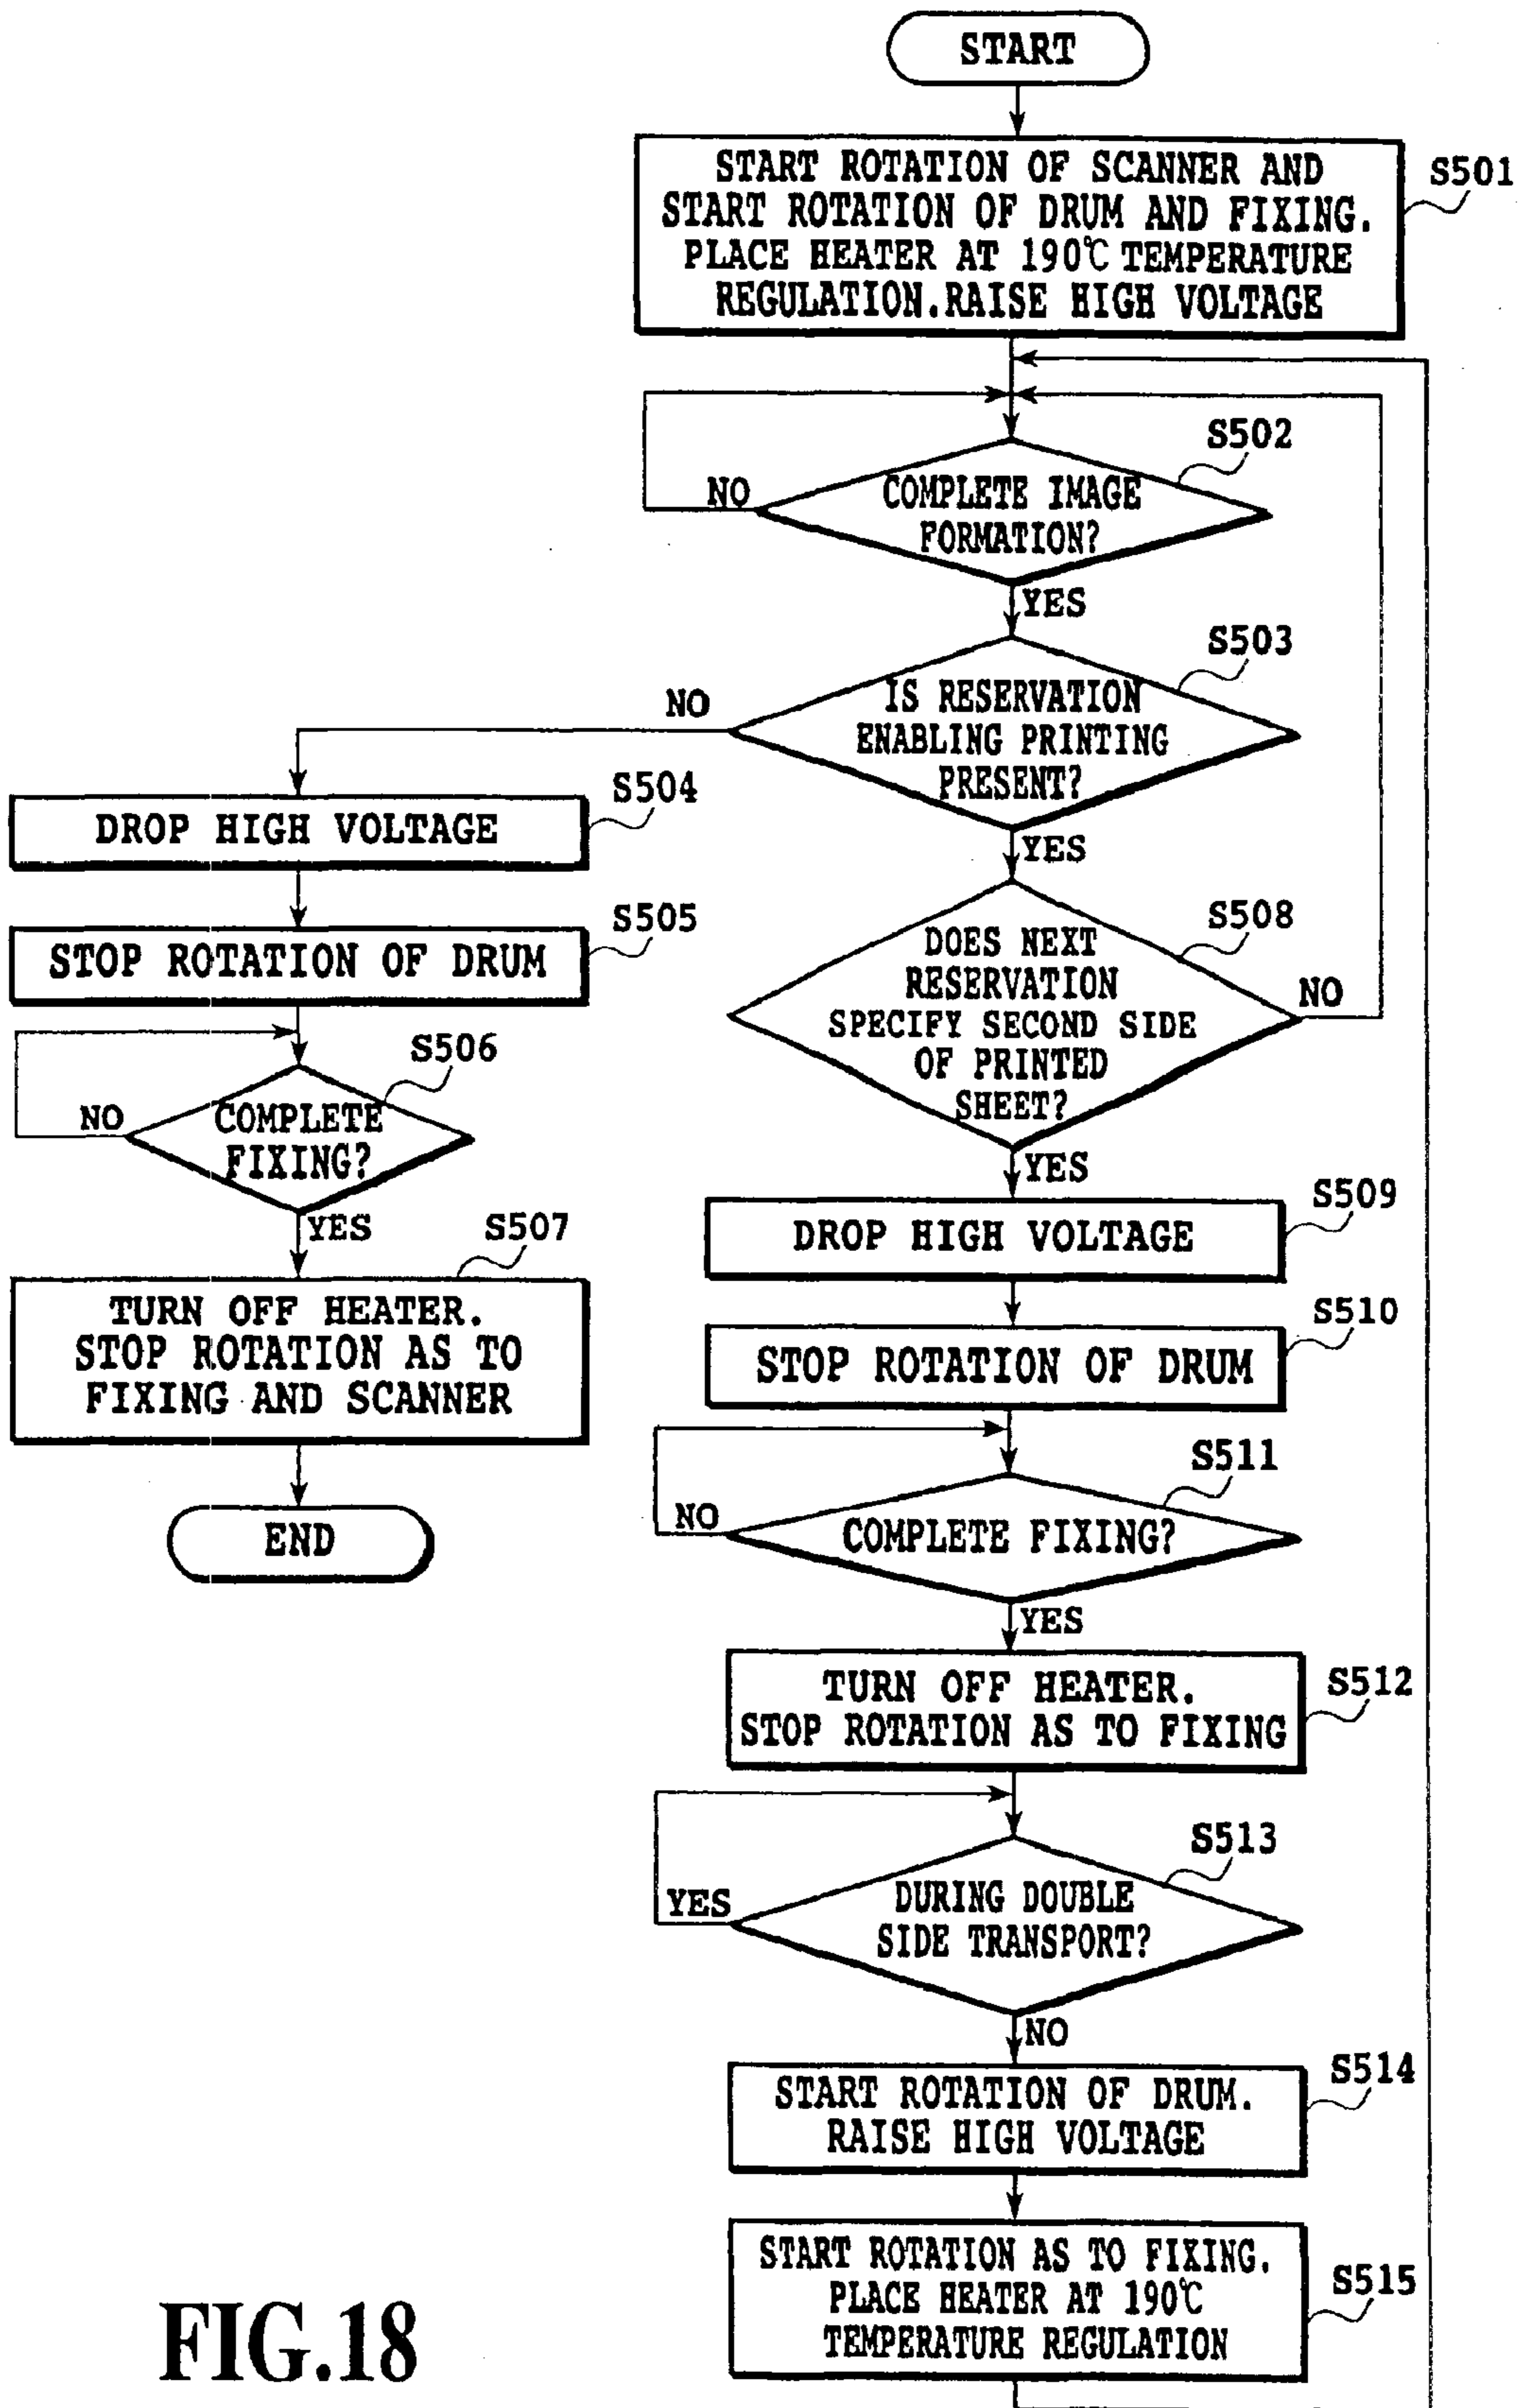 START
START ROTATION OF SCANNER AND
START ROTATION OF DRUM AND FIXING.
PLACE HEATER AT 190℃ TEMPERATURE
REGULATION.RAISE HIGH VOLTAGE
S501
S502
COMPLETE IMAGE
FORMATION?
NO
YES
S503
IS RESERVATION
ENABLING PRINTING
PRESENT?
NO
YES
S504
DROP HIGH VOLTAGE
S505
STOP ROTATION OF DRUM
S506
COMPLETE
FIXING?
NO
YES
S507
TURN OFF HEATER.
STOP ROTATION AS TO
FIXING AND SCANNER
END
S508
DOES NEXT
RESERVATION
SPECIFY SECOND SIDE
OF PRINTED
SHEET?
NO
YES
S509
DROP HIGH VOLTAGE
S510
STOP ROTATION OF DRUM
S511
COMPLETE FIXING?
NO
YES
S512
TURN OFF HEATER.
STOP ROTATION AS TO FIXING
S513
DURING DOUBLE
SIDE TRANSPORT?
YES
NO
S514
START ROTATION OF DRUM.
RAISE HIGH VOLTAGE
S515
START ROTATION AS TO FIXING.
PLACE HEATER AT 190℃
TEMPERATURE REGULATION
FIG.18